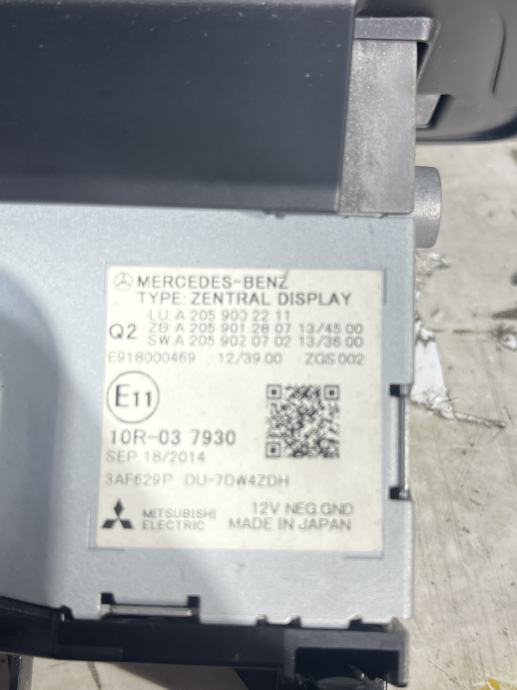 MERCEDES-BENZ
TYPE: ZENTRAL DISPLAY
LU A 205 900 22 11
Q2 ZB A 205 901 28 07 13/45 00
SW A 205 902 07 02 13/36 00
E918000469 12/39 00 ZGS 002
E11
10R-03 7930
SEP. 18/2014
3AF629P DU-7DW4ZDH
MITSUBISHI ELECTRIC
12V NEG.GND
MADE IN JAPAN